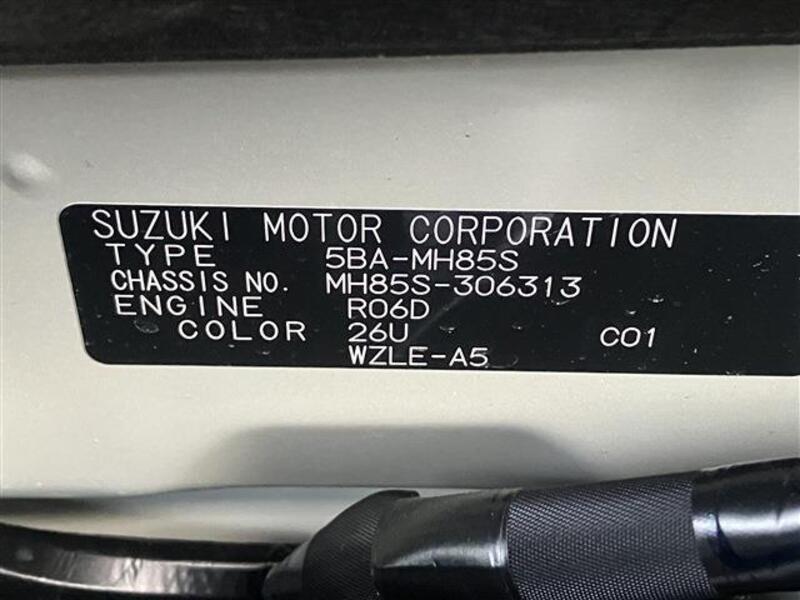 SUZUKI MOTOR CORPORATION
TYPE 5BA-MH85S
CHASSIS NO. MH85S-306313
ENGINE R06D
COLOR 26U C01
WZLE-A5